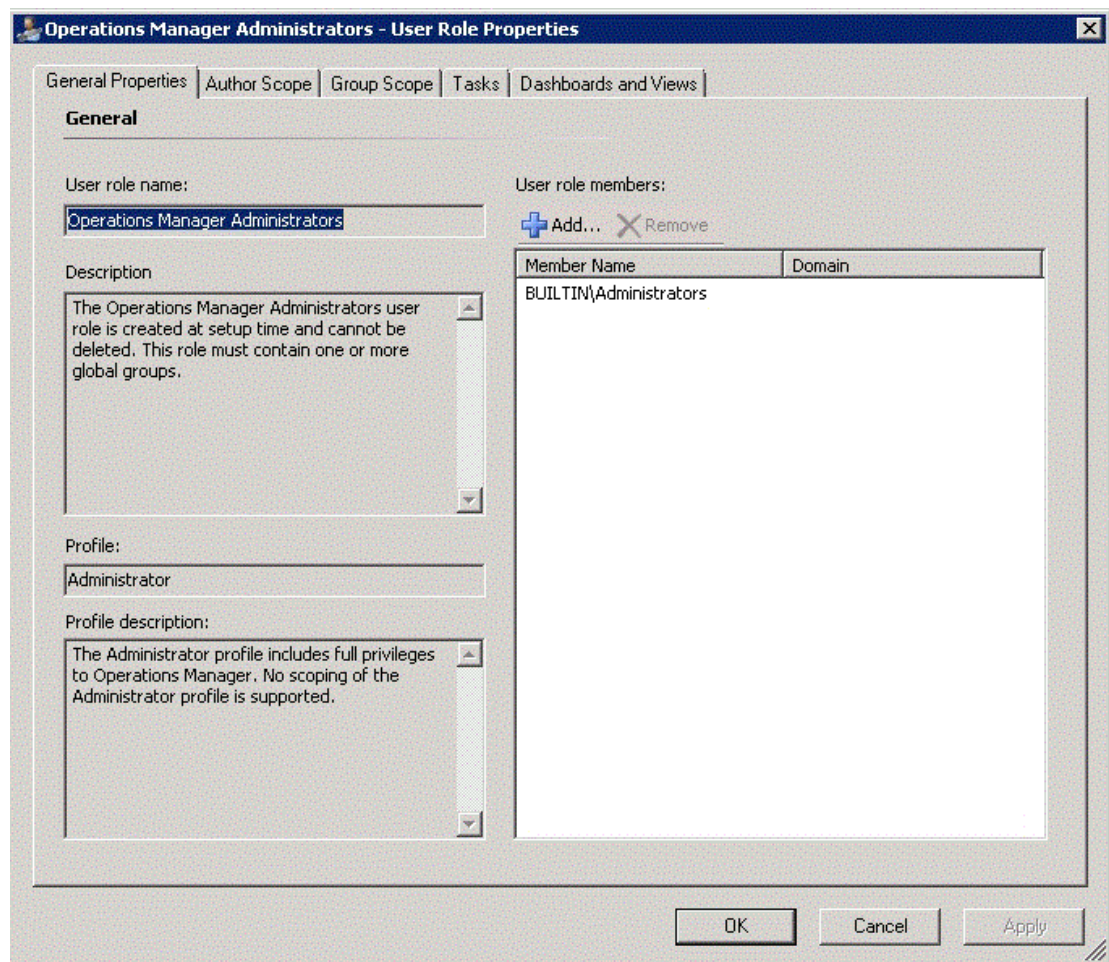 Operations Manager Administrators - User Role Properties
General Properties
Author Scope
Group Scope
Tasks
Dashboards and Views
General
User role name:
Operations Manager Administrators
Description
The Operations Manager Administrators user
role is created at setup time and cannot be
deleted. This role must contain one or more
global groups.
Profile:
Administrator
Profile description:
The Administrator profile includes full privileges
to Operations Manager. No scoping of the
Administrator profile is supported.
User role members:
Add...
Remove
Member Name
Domain
BUILTIN\Administrators
OK
Cancel
Apply